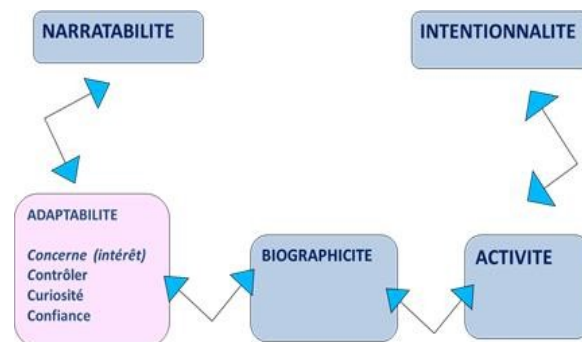 NARRATABILITE
INTENTIONNALITE
ADAPTABILITE
Concerne (intérêt)
Contrôler
Curiosité
Confiance
BIOGRAPHICITE
ACTIVITE